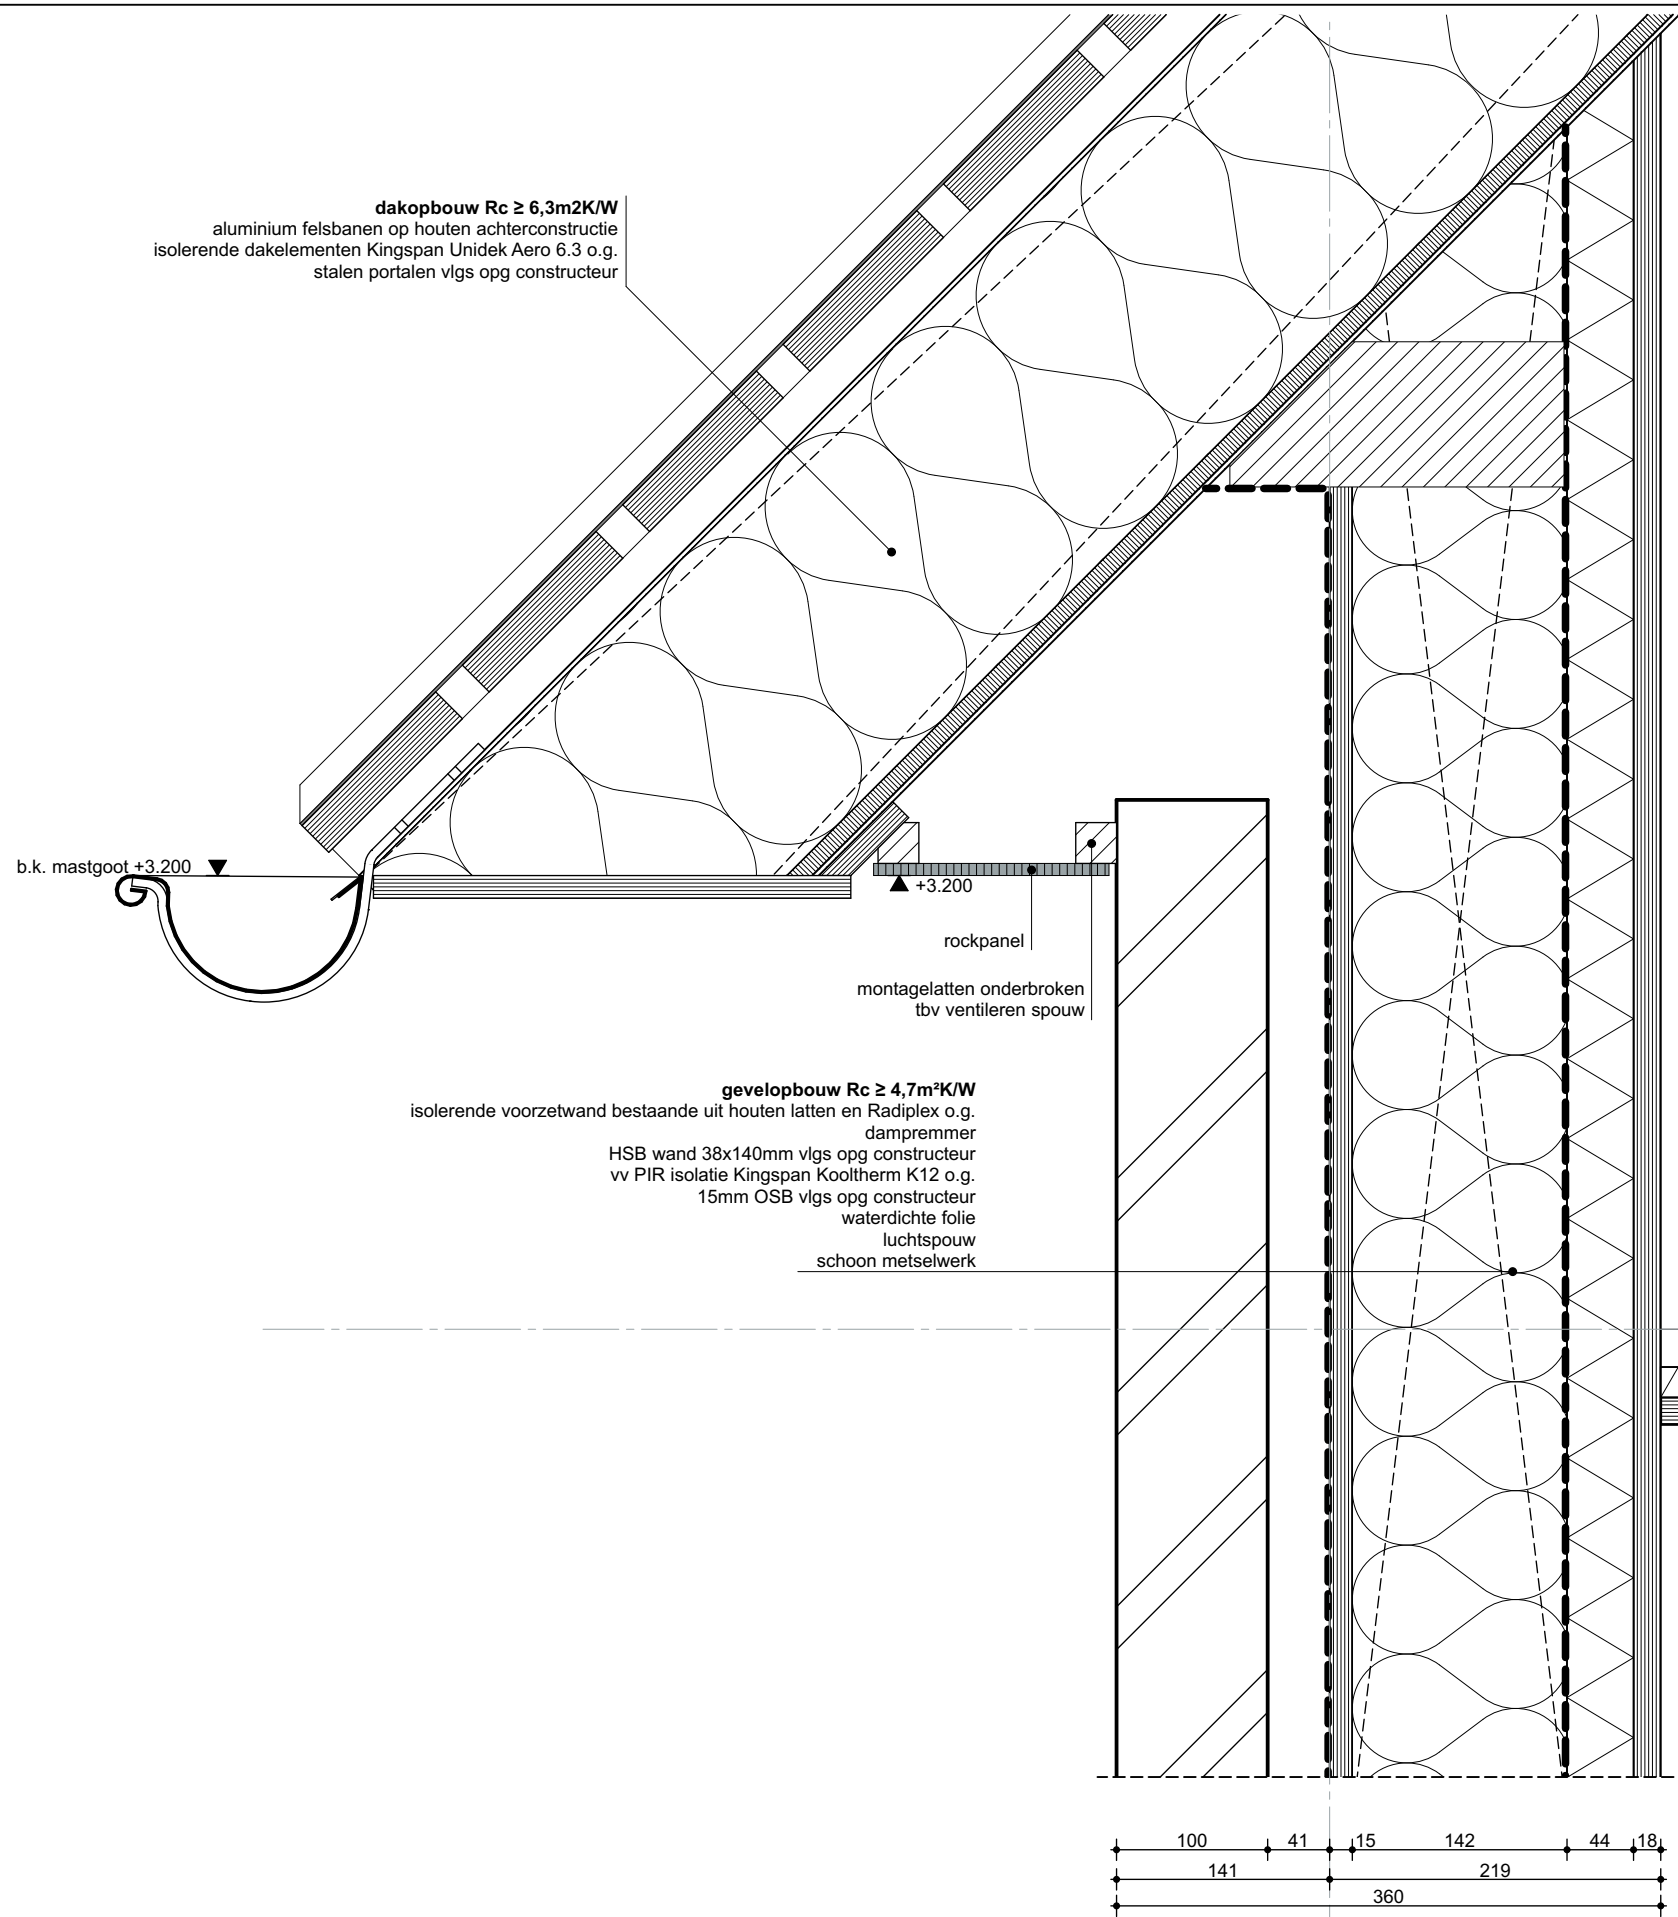 dakopbouw Rc ≥ 6,3m2K/W
aluminium felsbanen op houten achterconstructie
isolerende dakelementen Kingspan Unidek Aero 6.3 o.g.
stalen portalen vlgs opg constructeur
b.k. mastgoot +3.200
+3.200
rockpanel
montagelatten onderbroken
tbv ventileren spouw
gevelopbouw Rc ≥ 4,7m²K/W
isolerende voorzetwand bestaande uit houten latten en Radiplex o.g.
dampremmer
HSB wand 38x140mm vlgs opg constructeur
vv PIR isolatie Kingspan Kooltherm K12 o.g.
15mm OSB vlgs opg constructeur
waterdichte folie
luchtspouw
schoon metselwerk
100 41 15 142 44 18
141 219
360